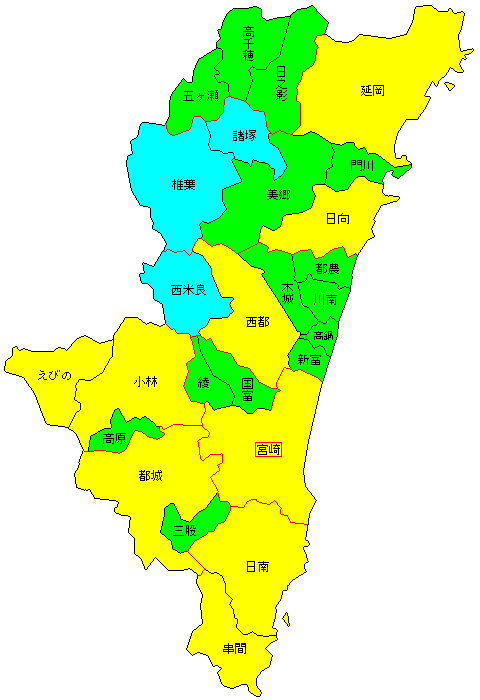 高千穂
日之彰
延岡
五ヶ瀬
諸塚
門川
椎葉
美郷
日向
都農
木城
西米良
川南
西都
高鍋
新富
えびの
小林
綾
国富
高原
宮崎
都城
三股
日南
串間